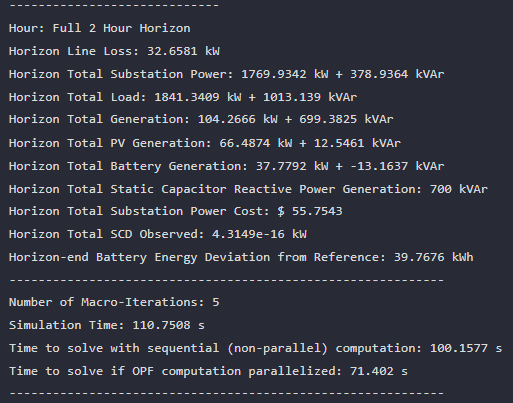 -----------------------------
Hour: Full 2 Hour Horizon
Horizon Line Loss: 32.6581 kW
Horizon Total Substation Power: 1769.9342 kW + 378.9364 kVAr
Horizon Total Load: 1841.3409 kW + 1013.139 kVAr
Horizon Total Generation: 104.2666 kW + 699.3825 kVAr
Horizon Total PV Generation: 66.4874 kW + 12.5461 kVAr
Horizon Total Battery Generation: 37.7792 kW + -13.1637 kVAr
Horizon Total Static Capacitor Reactive Power Generation: 700 kVAr
Horizon Total Substation Power Cost: $ 55.7543
Horizon Total SCD Observed: 4.3149e-16 kW
Horizon-end Battery Energy Deviation from Reference: 39.7676 kWh
------------------------------------------------------------
Number of Macro-Iterations: 5
Simulation Time: 110.7508 s
Time to solve with sequential (non-parallel) computation: 100.1577 s
Time to solve if OPF computation parallelized: 71.402 s
------------------------------------------------------------